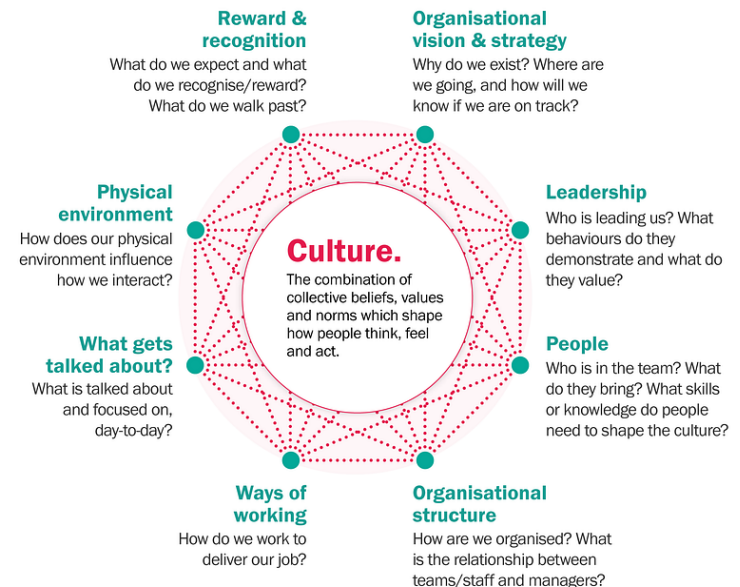 Reward &
recognition
What do we expect and what
do we recognise/reward?
What do we walk past?
Organisational
vision & strategy
Why do we exist? Where are
we going, and how will we
know if we are on track?
Physical
environment
How does our physical
environment influence
how we interact?
Culture.
The combination of
collective beliefs, values
and norms which shape
how people think, feel
and act.
Leadership
Who is leading us? What
behaviours do they
demonstrate and what do
they value?
What gets
talked about?
What is talked about
and focused on,
day-to-day?
People
Who is in the team? What
do they bring? What skills
or knowledge do people
need to shape the culture?
Ways of
working
How do we work to
deliver our job?
Organisational
structure
How are we organised? What
is the relationship between
teams/staff and managers?